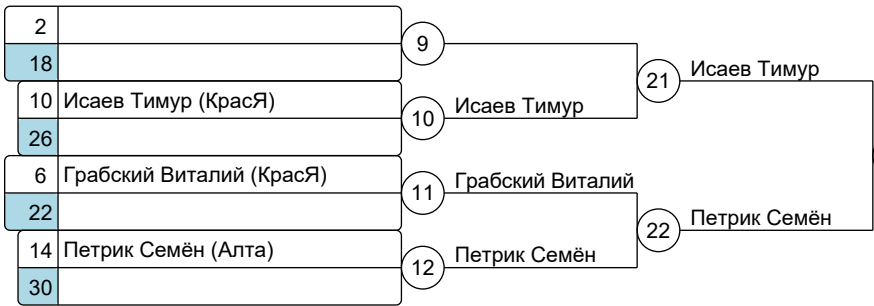 2
18
9
10 Исаев Тимур (КрасЯ)
26
10
Исаев Тимур
21
Исаев Тимур
6 Грабский Виталий (КрасЯ)
22
11
Грабский Виталий
14 Петрик Семён (Алта)
30
12
Петрик Семён
22
Петрик Семён